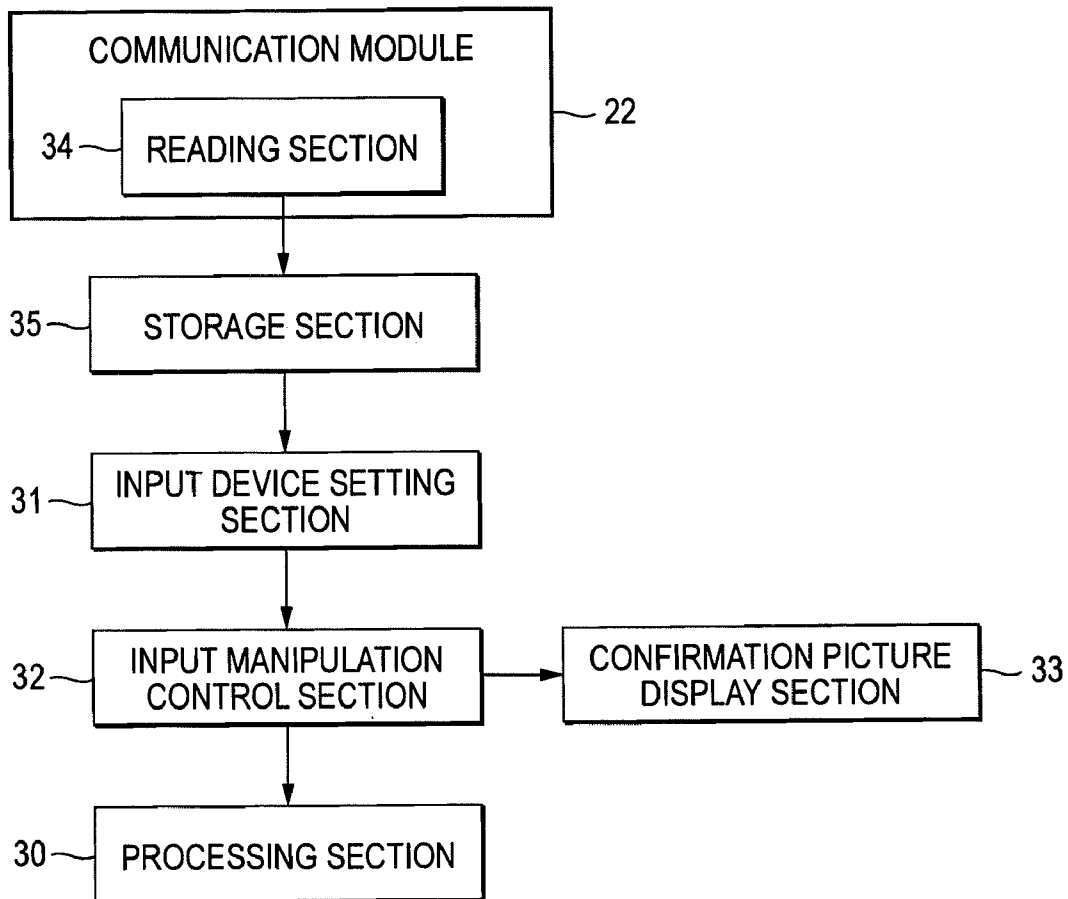 COMMUNICATION MODULE
22
34
READING SECTION
35
STORAGE SECTION
31
INPUT DEVICE SETTING
SECTION
32
INPUT MANIPULATION
CONTROL SECTION
CONFIRMATION PICTURE
DISPLAY SECTION
33
30
PROCESSING SECTION